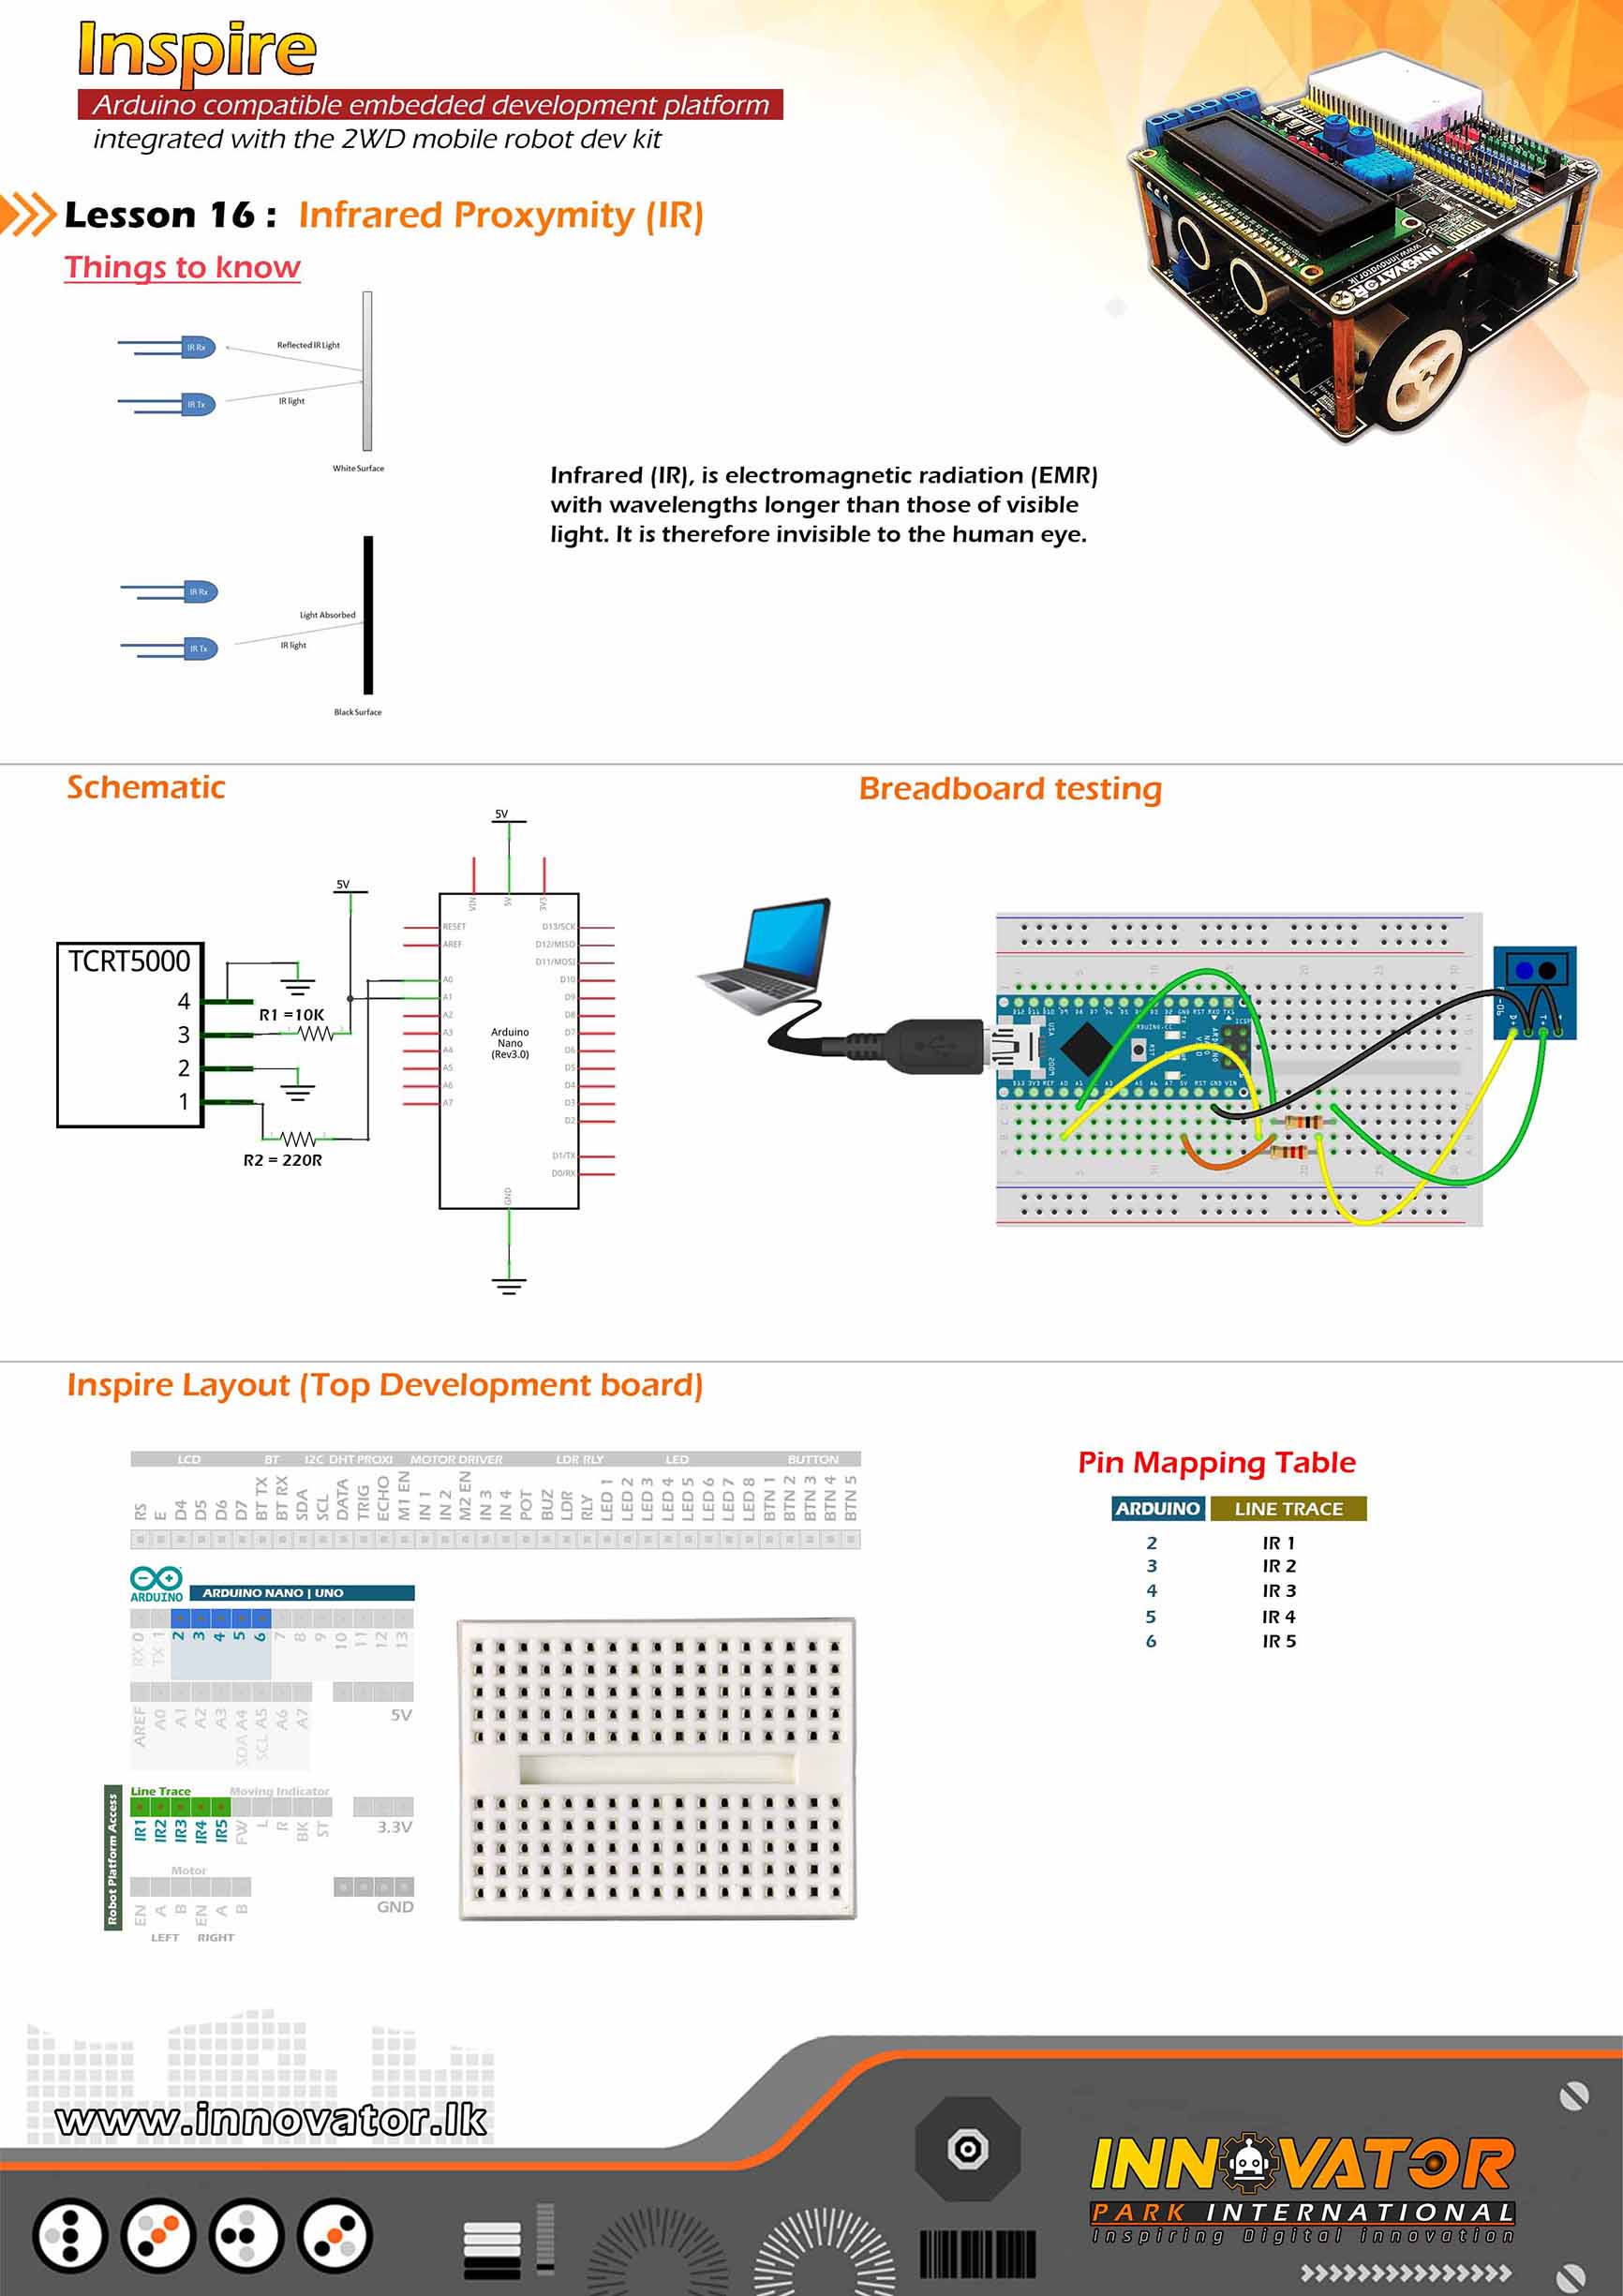 Inspire
Arduino compatible embedded development platform
integrated with the 2WD mobile robot dev kit
Lesson 16 : Infrared Proxymity (IR)
Things to know
IR Rx
Reflected IR Light
IR Tx
IR light
White Surface
Infrared (IR), is electromagnetic radiation (EMR)
with wavelengths longer than those of visible
light. It is therefore invisible to the human eye.
IR Rx
Light Absorbed
IR Tx
IR light
Black Surface
Schematic
5V
5V
TCRT5000
4
3
2
1
R1 =10K
R2 = 220R
VIN
5V
3V3
RESET
AREF
A0
A1
A2
A3
A4
A5
A6
A7
Arduino
Nano
(Rev3.0)
D13/SCK
D12/MISO
D11/MOSI
D10
D9
D8
D7
D6
D5
D4
D3
D2
D1/TX
D0/RX
GND
Breadboard testing
Inspire Layout (Top Development board)
LCD BT I2C DHT PROXI MOTOR DRIVER LDR RLY LED BUTTON
RS E D4 D5 D6 D7 BT TX BT RX SDA SCL DATA TRIG ECHO M1 EN IN 1 IN 2 M2 EN IN 3 IN 4 POT BUZ LDR RLY LED 1 LED 2 LED 3 LED 4 LED 5 LED 6 LED 7 LED 8 BTN 1 BTN 2 BTN 3 BTN 4 BTN 5
ARDUINO
ARDUINO NANO | UNO
RX 0 TX 1 2 3 4 5 6 7 8 9 10 11 12 13
AREF A0 A1 A2 A3 SDA A4 SCL A5 A6 A7
5V
Robot Platform Access
Line Trace Moving Indicator
IR1 IR2 IR3 IR4 IR5 FW L R BK ST
3.3V
Motor
EN A B EN A B
GND
LEFT RIGHT
Pin Mapping Table
ARDUINO LINE TRACE
2 IR 1
3 IR 2
4 IR 3
5 IR 4
6 IR 5
www.innovator.lk
INNOVATOR
PARK INTERNATIONAL
Inspiring Digital innovation